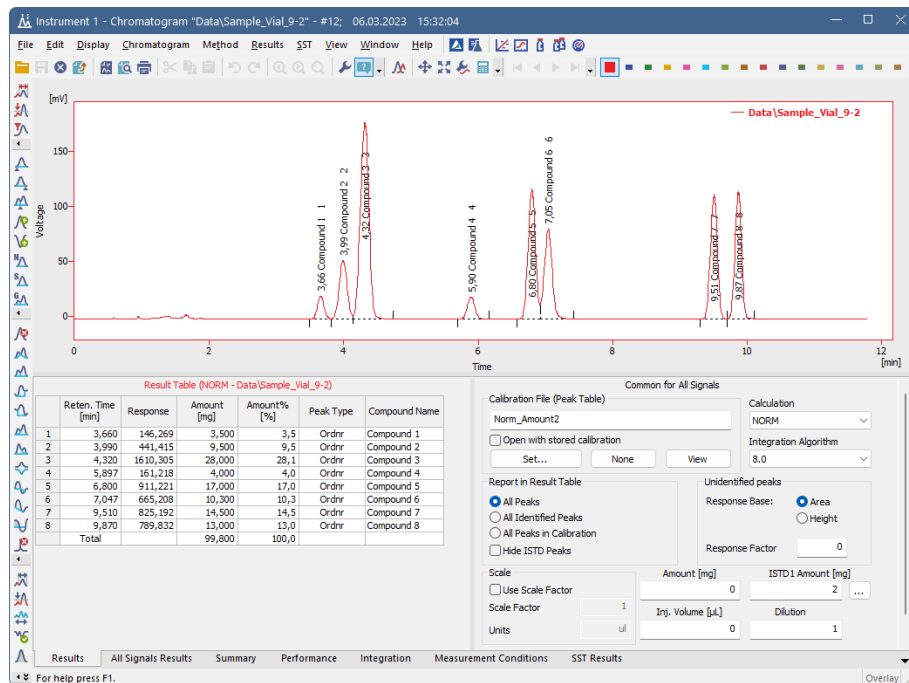 Instrument 1 - Chromatogram "Data\Sample_Vial_9-2" - #12; 06.03.2023 15:32:04
File Edit Display Chromatogram Method Results SST View Window Help
[mV]
Data\Sample_Vial_9-2
Voltage
150
100
50
0
3,66 Compound 1 1
3,99 Compound 2 2
4,32 Compound 3 3
5,90 Compound 4 4
6,80 Compound 5 5
7,05 Compound 6 6
9,51 Compound 7 7
9,87 Compound 8 8
0 2 4 6 8 10 12
Time [min]
Result Table (NORM - Data\Sample_Vial_9-2)
Reten. Time [min] Response Amount [mg] Amount% [%] Peak Type Compound Name
1 3,660 146,269 3,500 3,5 Ordnr Compound 1
2 3,990 441,415 9,500 9,5 Ordnr Compound 2
3 4,320 1610,305 28,000 28,1 Ordnr Compound 3
4 5,897 161,218 4,000 4,0 Ordnr Compound 4
5 6,800 911,221 17,000 17,0 Ordnr Compound 5
6 7,047 665,208 10,300 10,3 Ordnr Compound 6
7 9,510 825,192 14,500 14,5 Ordnr Compound 7
8 9,870 789,832 13,000 13,0 Ordnr Compound 8
Total 99,800 100,0
Common for All Signals
Calibration File (Peak Table)
Norm_Amount2
Open with stored calibration
Set... None View
Calculation
NORM
Integration Algorithm
8.0
Report in Result Table
All Peaks
All Identified Peaks
All Peaks in Calibration
Hide ISTD Peaks
Unidentified peaks
Response Base: Area
Height
Response Factor 0
Scale
Use Scale Factor
Scale Factor 1
Units ul
Amount [mg] ISTD1 Amount [mg]
0 2 ...
Inj. Volume [µL] Dilution
0 1
Results All Signals Results Summary Performance Integration Measurement Conditions SST Results
For help press F1. Overlay